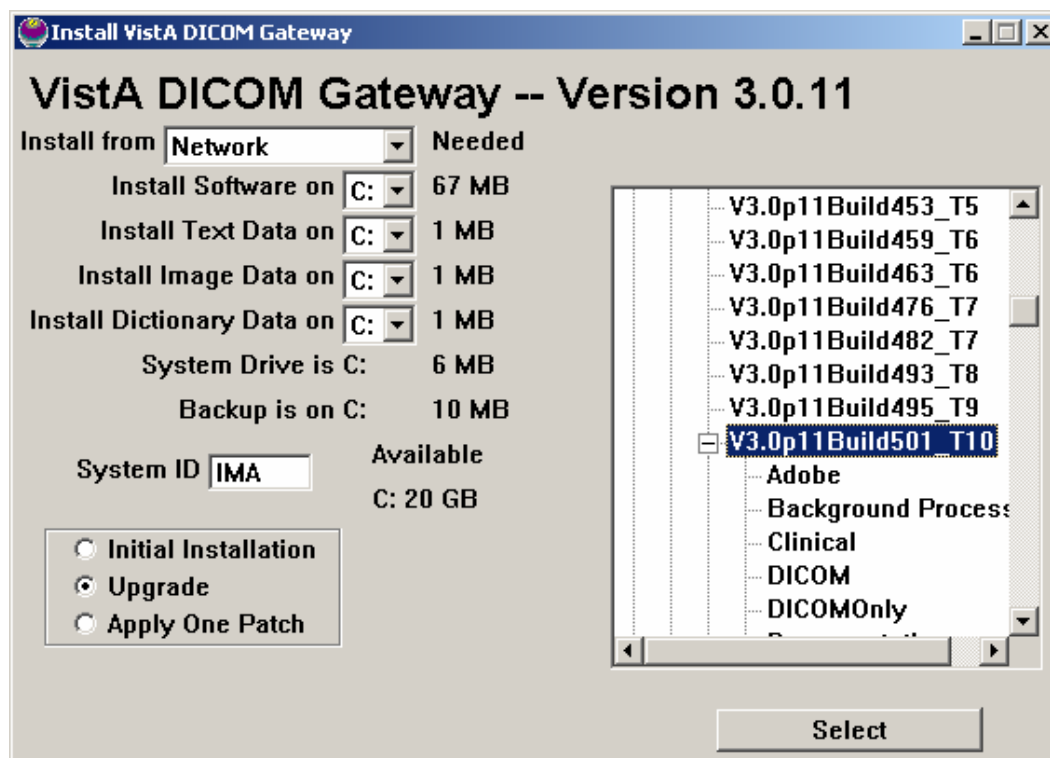 Install VistA DICOM Gateway
VistA DICOM Gateway -- Version 3.0.11
Install from Network Needed
Install Software on C: 67 MB
Install Text Data on C: 1 MB
Install Image Data on C: 1 MB
Install Dictionary Data on C: 1 MB
System Drive is C: 6 MB
Backup is on C: 10 MB
System ID IMA Available
C: 20 GB
Initial Installation
Upgrade
Apply One Patch
V3.0p11Build453_T5
V3.0p11Build459_T6
V3.0p11Build463_T6
V3.0p11Build476_T7
V3.0p11Build482_T7
V3.0p11Build493_T8
V3.0p11Build495_T9
V3.0p11Build501_T10
Adobe
Background Process
Clinical
DICOM
DICOMOnly
Select